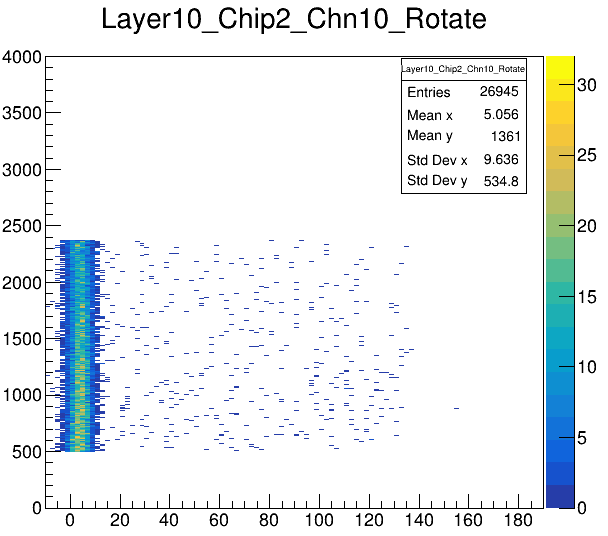 Layer10_Chip2_Chn10_Rotate
Layer10_Chip2_Chn10_Rotate
Entries 26945
Mean x 5.056
Mean y 1361
Std Dev x 9.636
Std Dev y 534.8
4000
3500
3000
2500
2000
1500
1000
500
0
0 20 40 60 80 100 120 140 160 180
30
25
20
15
10
5
0